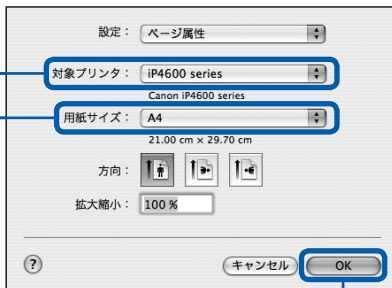 設定： ページ属性
対象プリンタ： iP4600 series
Canon iP4600 series
用紙サイズ： A4
21.00 cm × 29.70 cm
方向：
拡大縮小： 100 %
? キャンセル OK